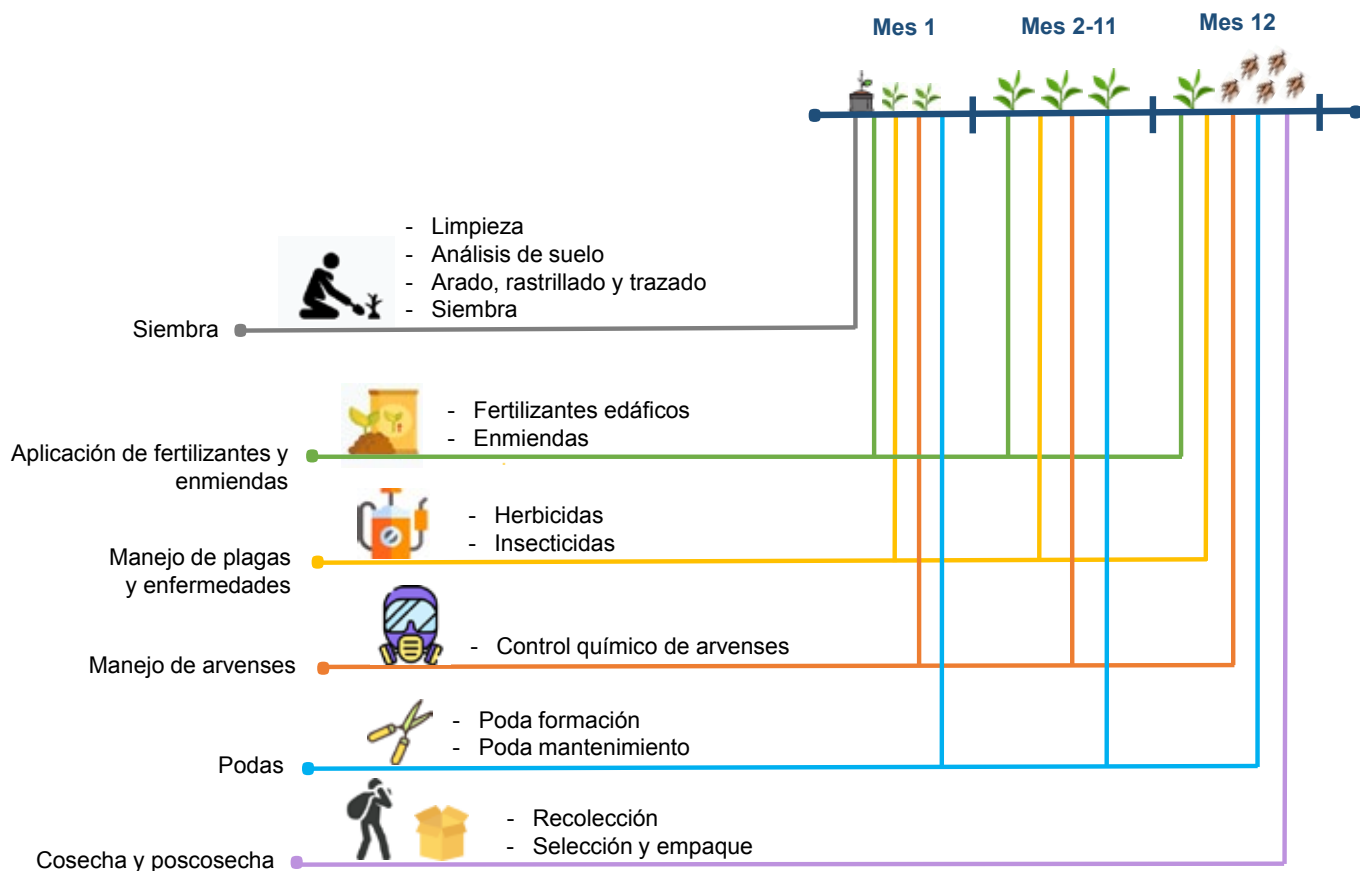 Mes 1
Mes 2-11
Mes 12
- Limpieza
- Análisis de suelo
- Arado, rastrillado y trazado
- Siembra
Siembra
- Fertilizantes edáficos
- Enmiendas
Aplicación de fertilizantes y
enmiendas
- Herbicidas
- Insecticidas
Manejo de plagas
y enfermedades
- Control químico de arvenses
Manejo de arvenses
- Poda formación
- Poda mantenimiento
Podas
- Recolección
- Selección y empaque
Cosecha y poscosecha